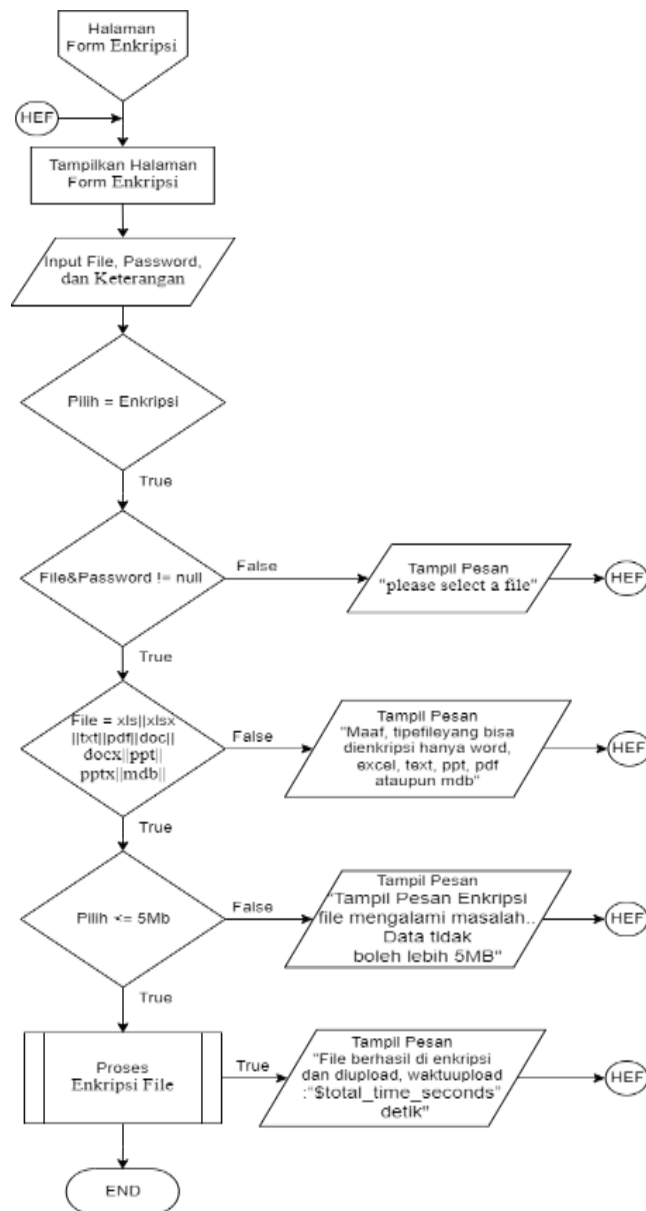 Halaman
Form Enkripsi
HEF
Tampilkan Halaman
Form Enkripsi
Input File, Password,
dan Keterangan
Pilih = Enkripsi
True
File&Password != null
False
Tampil Pesan
"please select a file"
HEF
True
File = xls||xlsx
||txt||pdf||doc||
docx||ppt||
pptx||mdb||
False
Tampil Pesan
"Maaf, tipefileyang bisa
dienkripsi hanya word,
excel, text, ppt, pdf
ataupun mdb"
HEF
True
Pilih <= 5Mb
False
Tampil Pesan
"Tampil Pesan Enkripsi
file mengalami masalah..
Data tidak
boleh lebih 5MB"
HEF
True
Proses
Enkripsi File
True
Tampil Pesan
"File berhasil di enkripsi
dan diupload, waktuupload
:"$total_time_seconds"
detik"
HEF
END